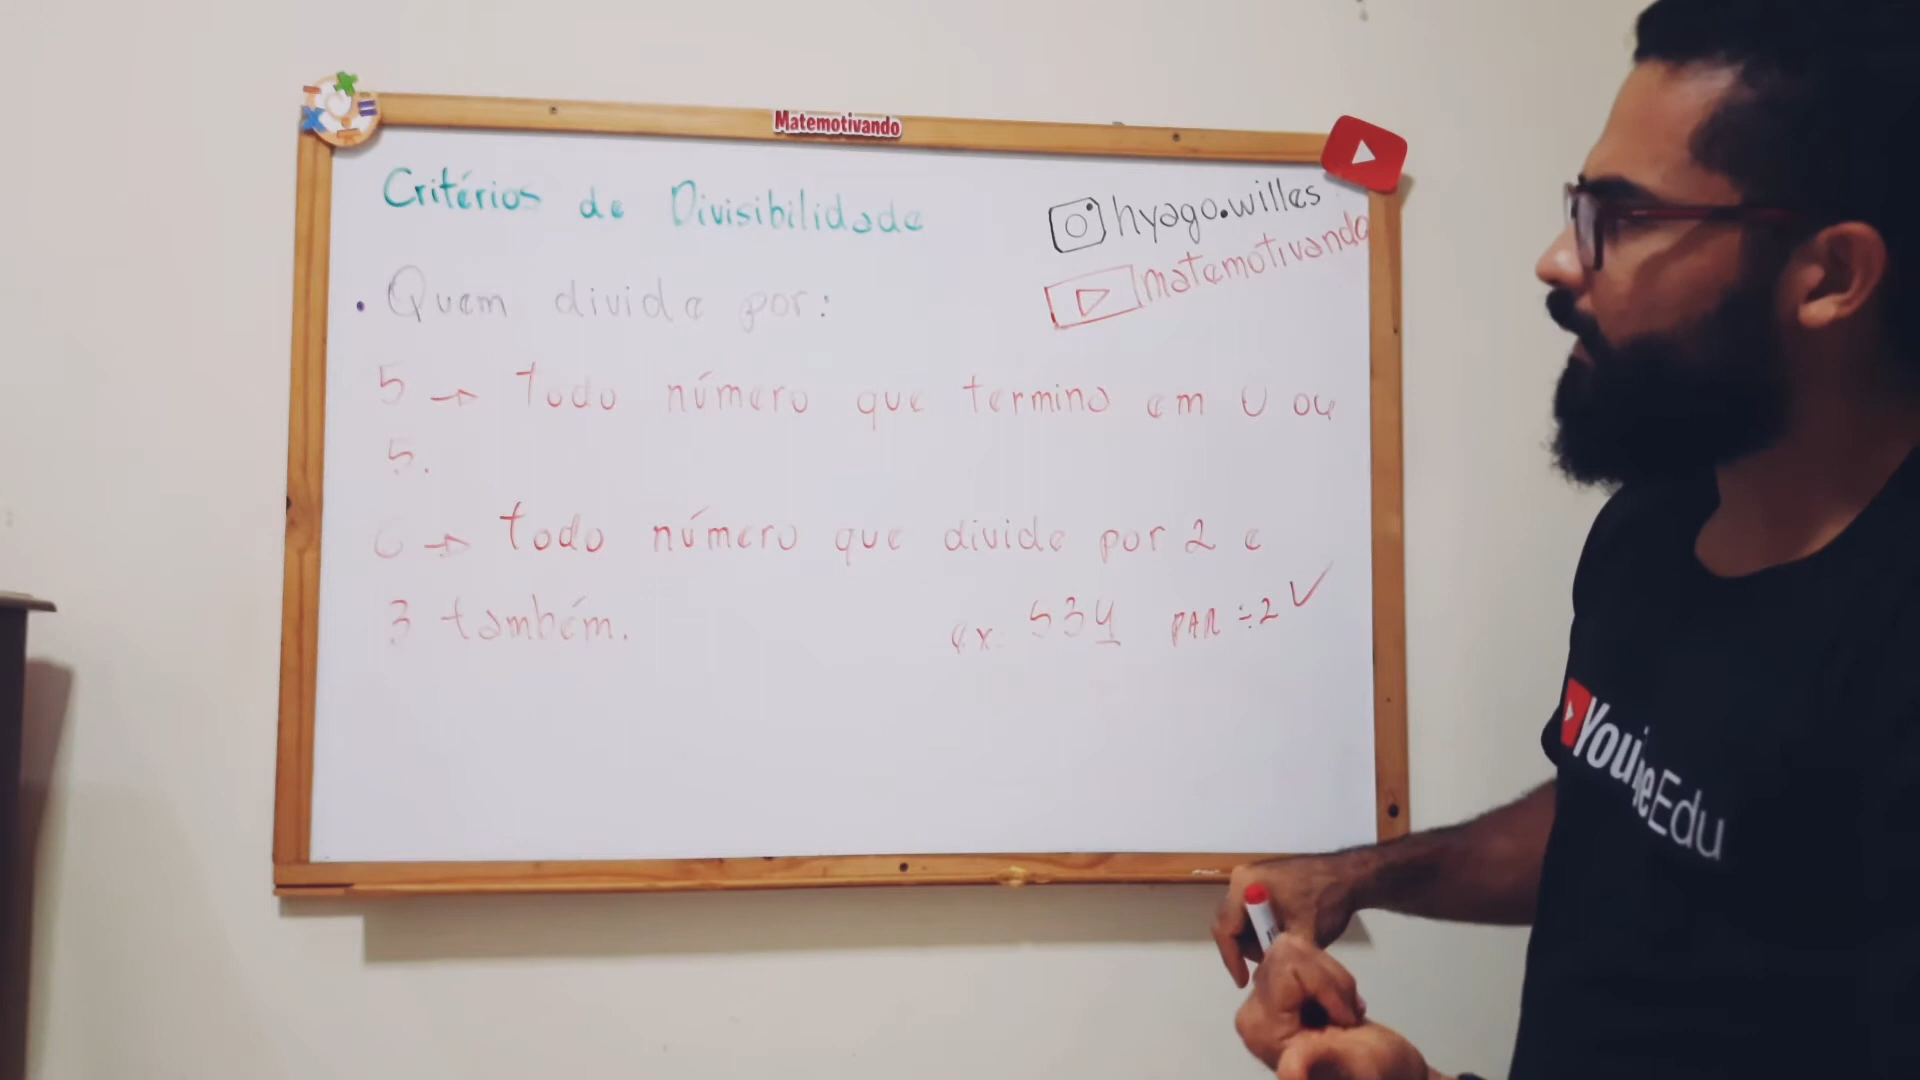 Matemotivando
Critérios de Divisibilidade
hyago.willes
matemotivando
• Quem divide por:
5 → Todo número que termino em 0 ou
5.
6 → Todo número que divide por 2 e
3 também.
ex: 534 PAR ÷2 ✓
YouTubeEdu